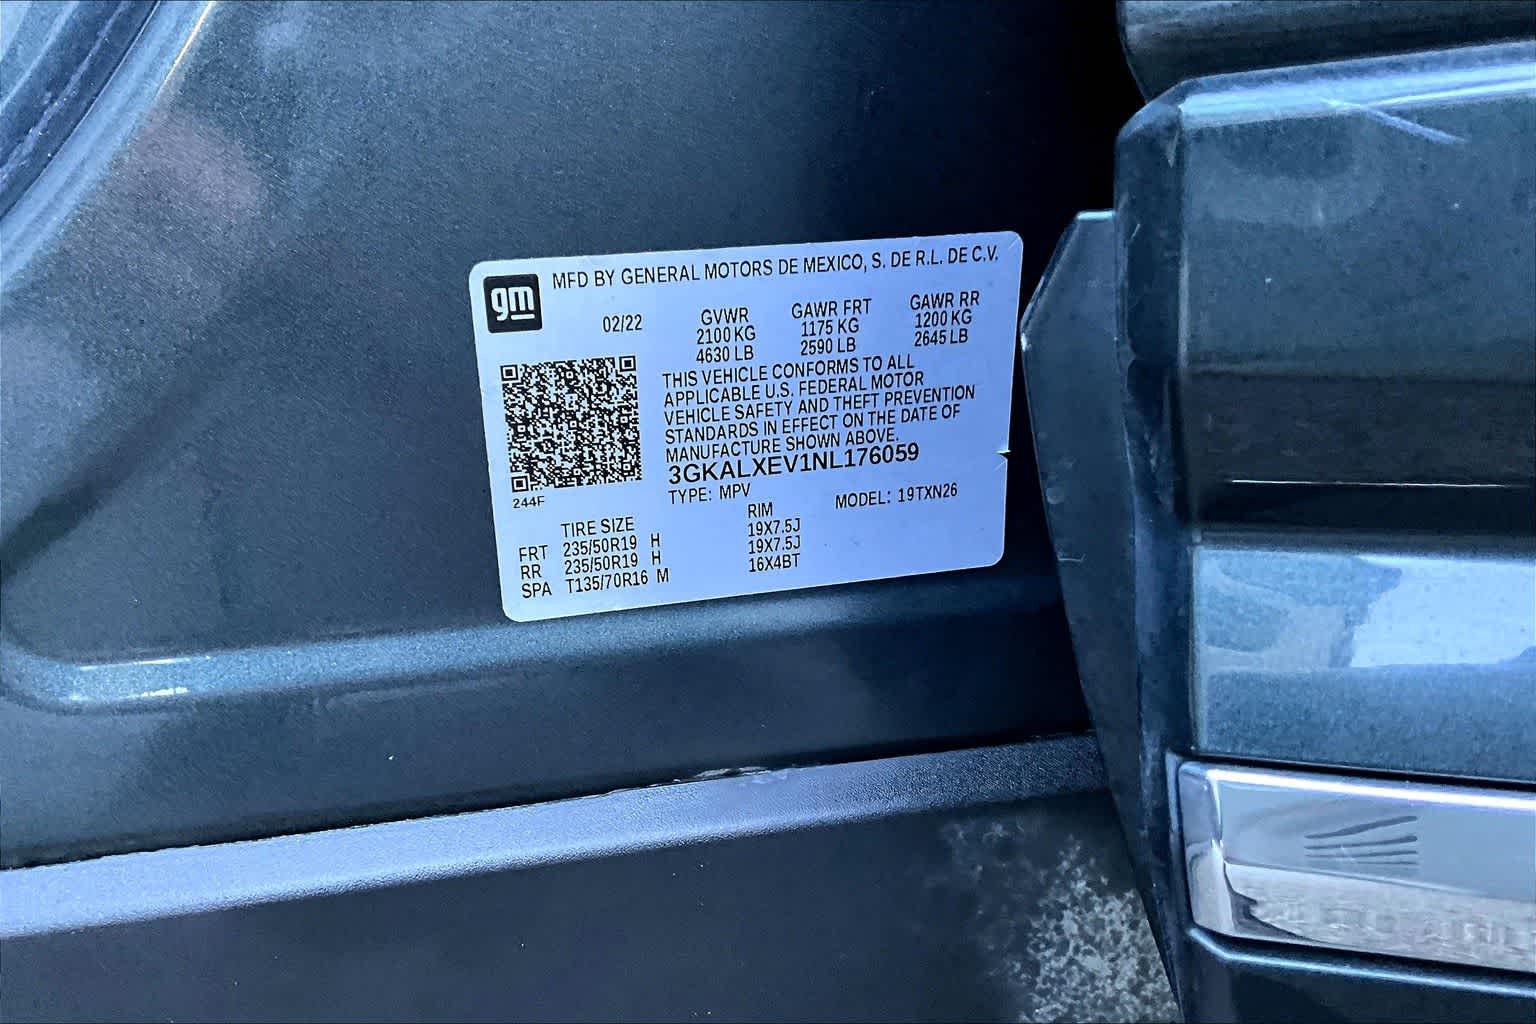 gm
MFD BY GENERAL MOTORS DE MEXICO, S. DE R.L. DE C.V.
02/22
GVWR GAWR FRT GAWR RR
2100 KG 1175 KG 1200 KG
4630 LB 2590 LB 2645 LB
THIS VEHICLE CONFORMS TO ALL
APPLICABLE U.S. FEDERAL MOTOR
VEHICLE SAFETY AND THEFT PREVENTION
STANDARDS IN EFFECT ON THE DATE OF
MANUFACTURE SHOWN ABOVE.
3GKALXEV1NL176059
TYPE: MPV MODEL: 19TXN26
244F
TIRE SIZE RIM
FRT 235/50R19 H 19X7.5J
RR 235/50R19 H 19X7.5J
SPA T135/70R16 M 16X4BT